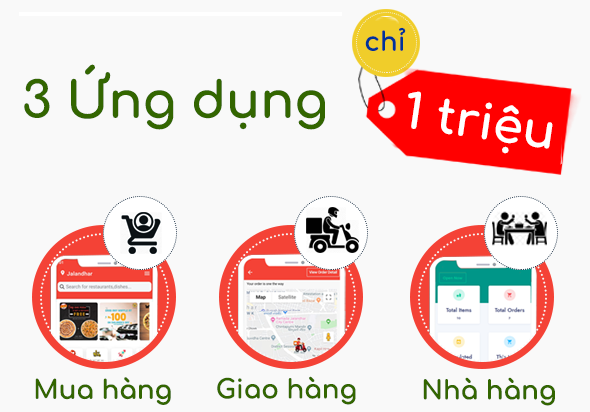 chỉ
3 Ứng dụng
1 triệu
Jalandhar
Search for restaurants,dishes...
FREE
100
View Order Items
Your order is on the way
Map
Satellite
Total Items
Total Orders
Mua hàng
Giao hàng
Nhà hàng